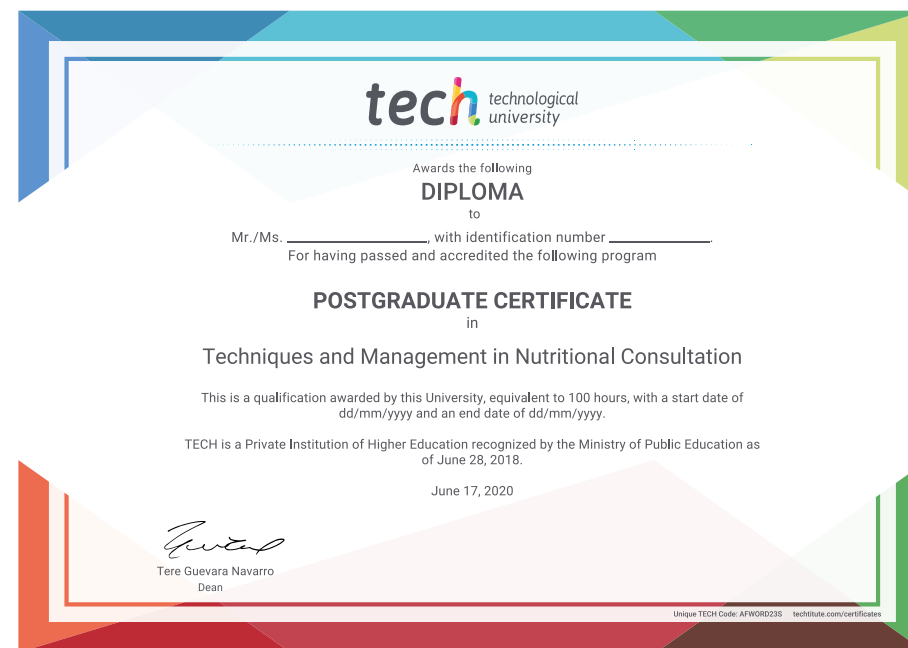 tech technological
university
Awards the following
DIPLOMA
to
Mr./Ms. ____________, with identification number ____________.
For having passed and accredited the following program
POSTGRADUATE CERTIFICATE
in
Techniques and Management in Nutritional Consultation
This is a qualification awarded by this University, equivalent to 100 hours, with a start date of
dd/mm/yyyy and an end date of dd/mm/yyyy.
TECH is a Private Institution of Higher Education recognized by the Ministry of Public Education as
of June 28, 2018.
June 17, 2020
Tere Guevara Navarro
Dean
Unique TECH Code: AFWORD23S techtitute.com/certificates